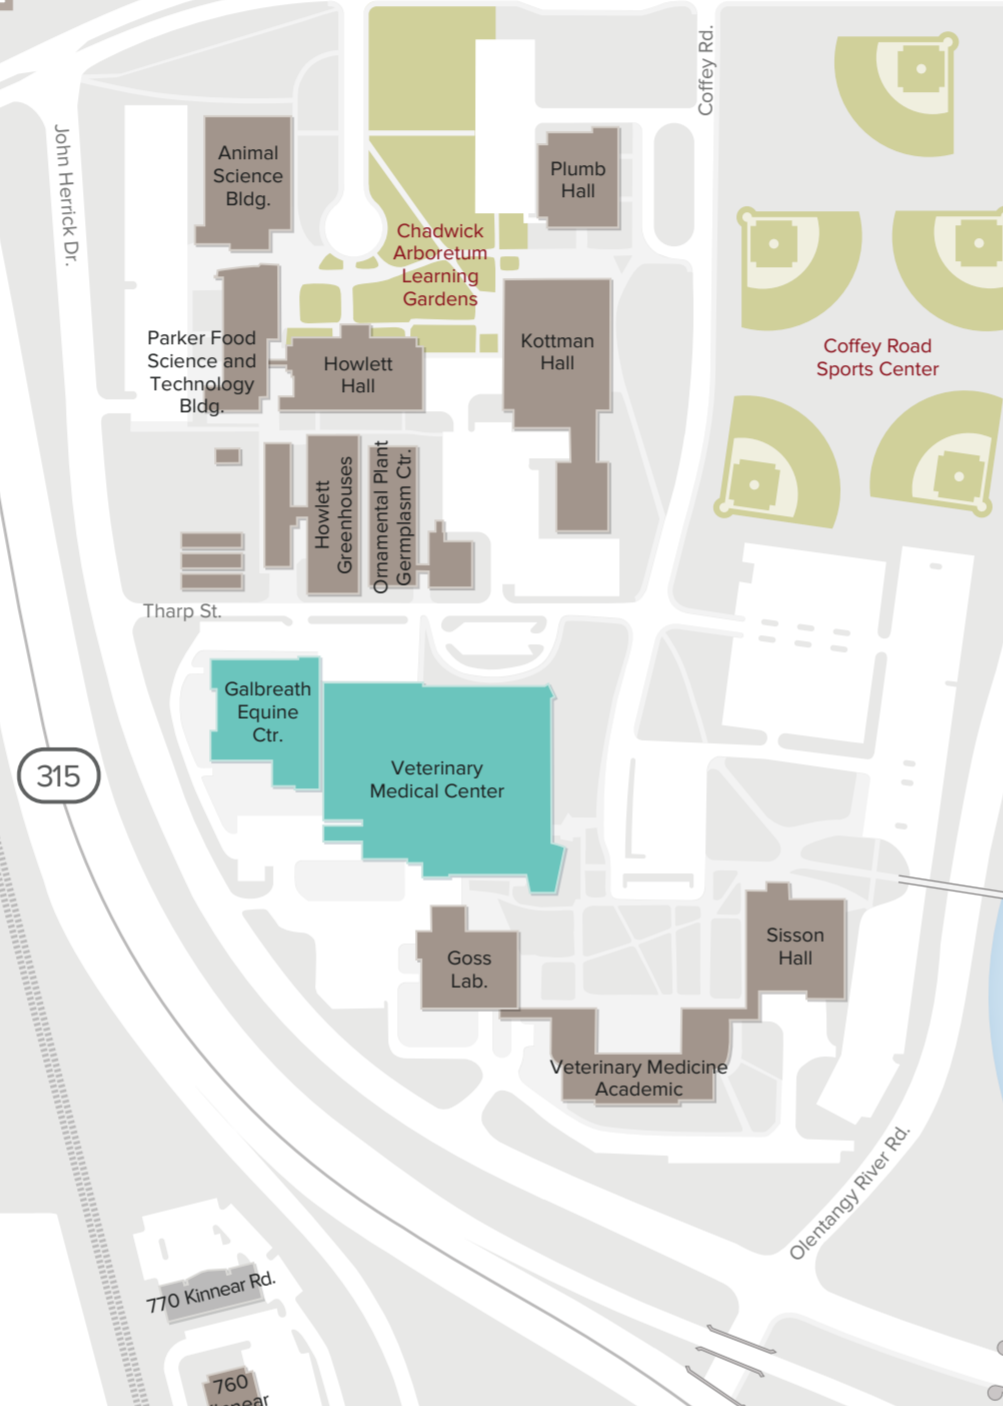 Coffey Rd.
John Herrick Dr.
Animal
Science
Bldg.
Plumb
Hall
Chadwick
Arboretum
Learning
Gardens
Parker Food
Science and
Technology
Bldg.
Howlett
Hall
Kottman
Hall
Coffey Road
Sports Center
Howlett
Greenhouses
Ornamental Plant
Germplasm Ctr.
Tharp St.
Galbreath
Equine
Ctr.
315
Veterinary
Medical Center
Goss
Lab.
Sisson
Hall
Veterinary Medicine
Academic
Olentangy River Rd.
770 Kinnear Rd.
760